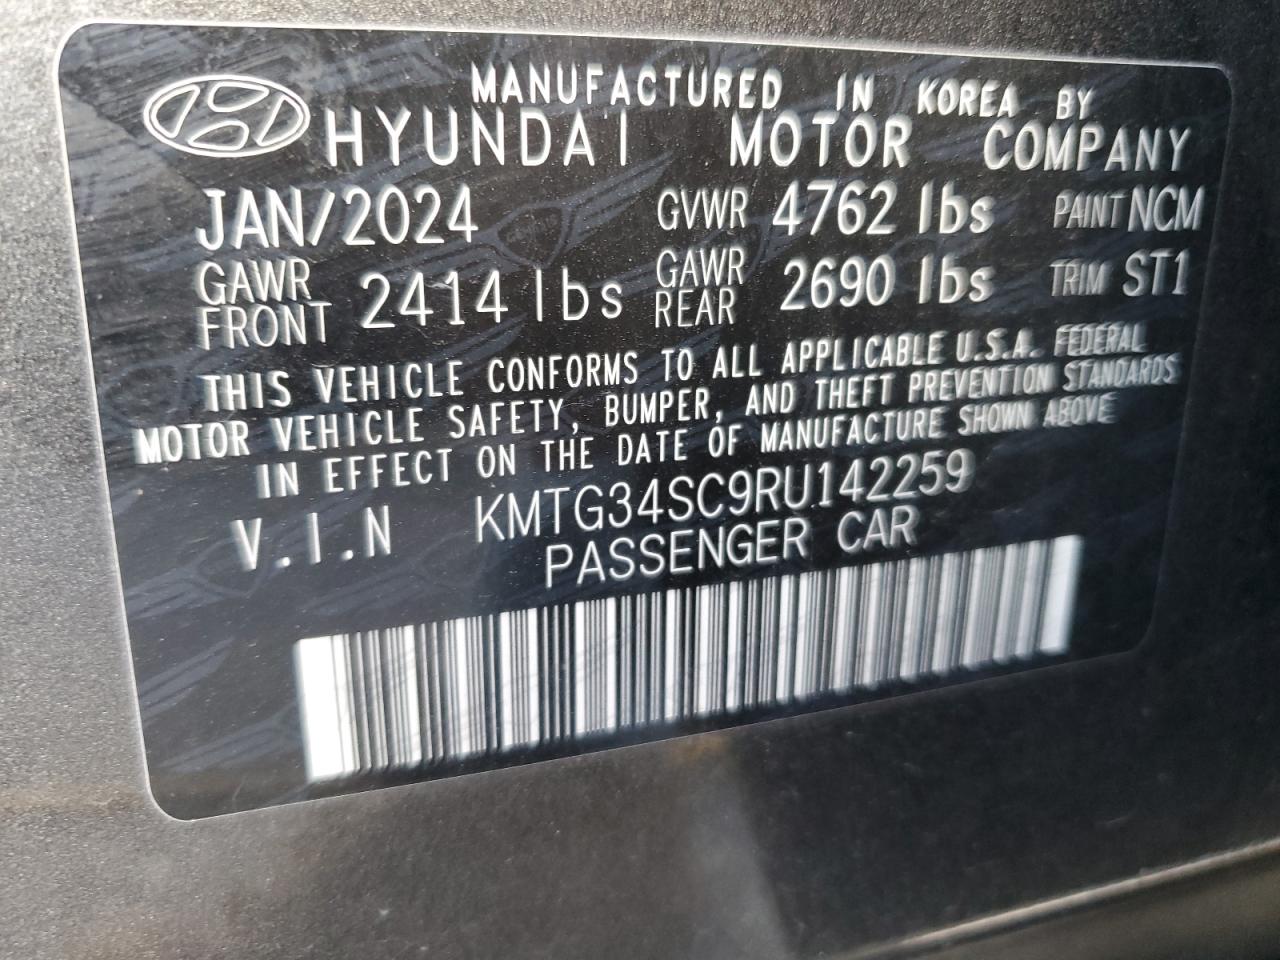 MANUFACTURED IN KOREA BY
HYUNDAI MOTOR COMPANY
JAN/2024 GVWR 4762 lbs PAINT NCM
GAWR FRONT 2414 lbs GAWR REAR 2690 lbs TRIM ST1
THIS VEHICLE CONFORMS TO ALL APPLICABLE U.S.A. FEDERAL
MOTOR VEHICLE SAFETY, BUMPER, AND THEFT PREVENTION STANDARDS
IN EFFECT ON THE DATE OF MANUFACTURE SHOWN ABOVE
V.I.N KMTG34SC9RU142259
PASSENGER CAR